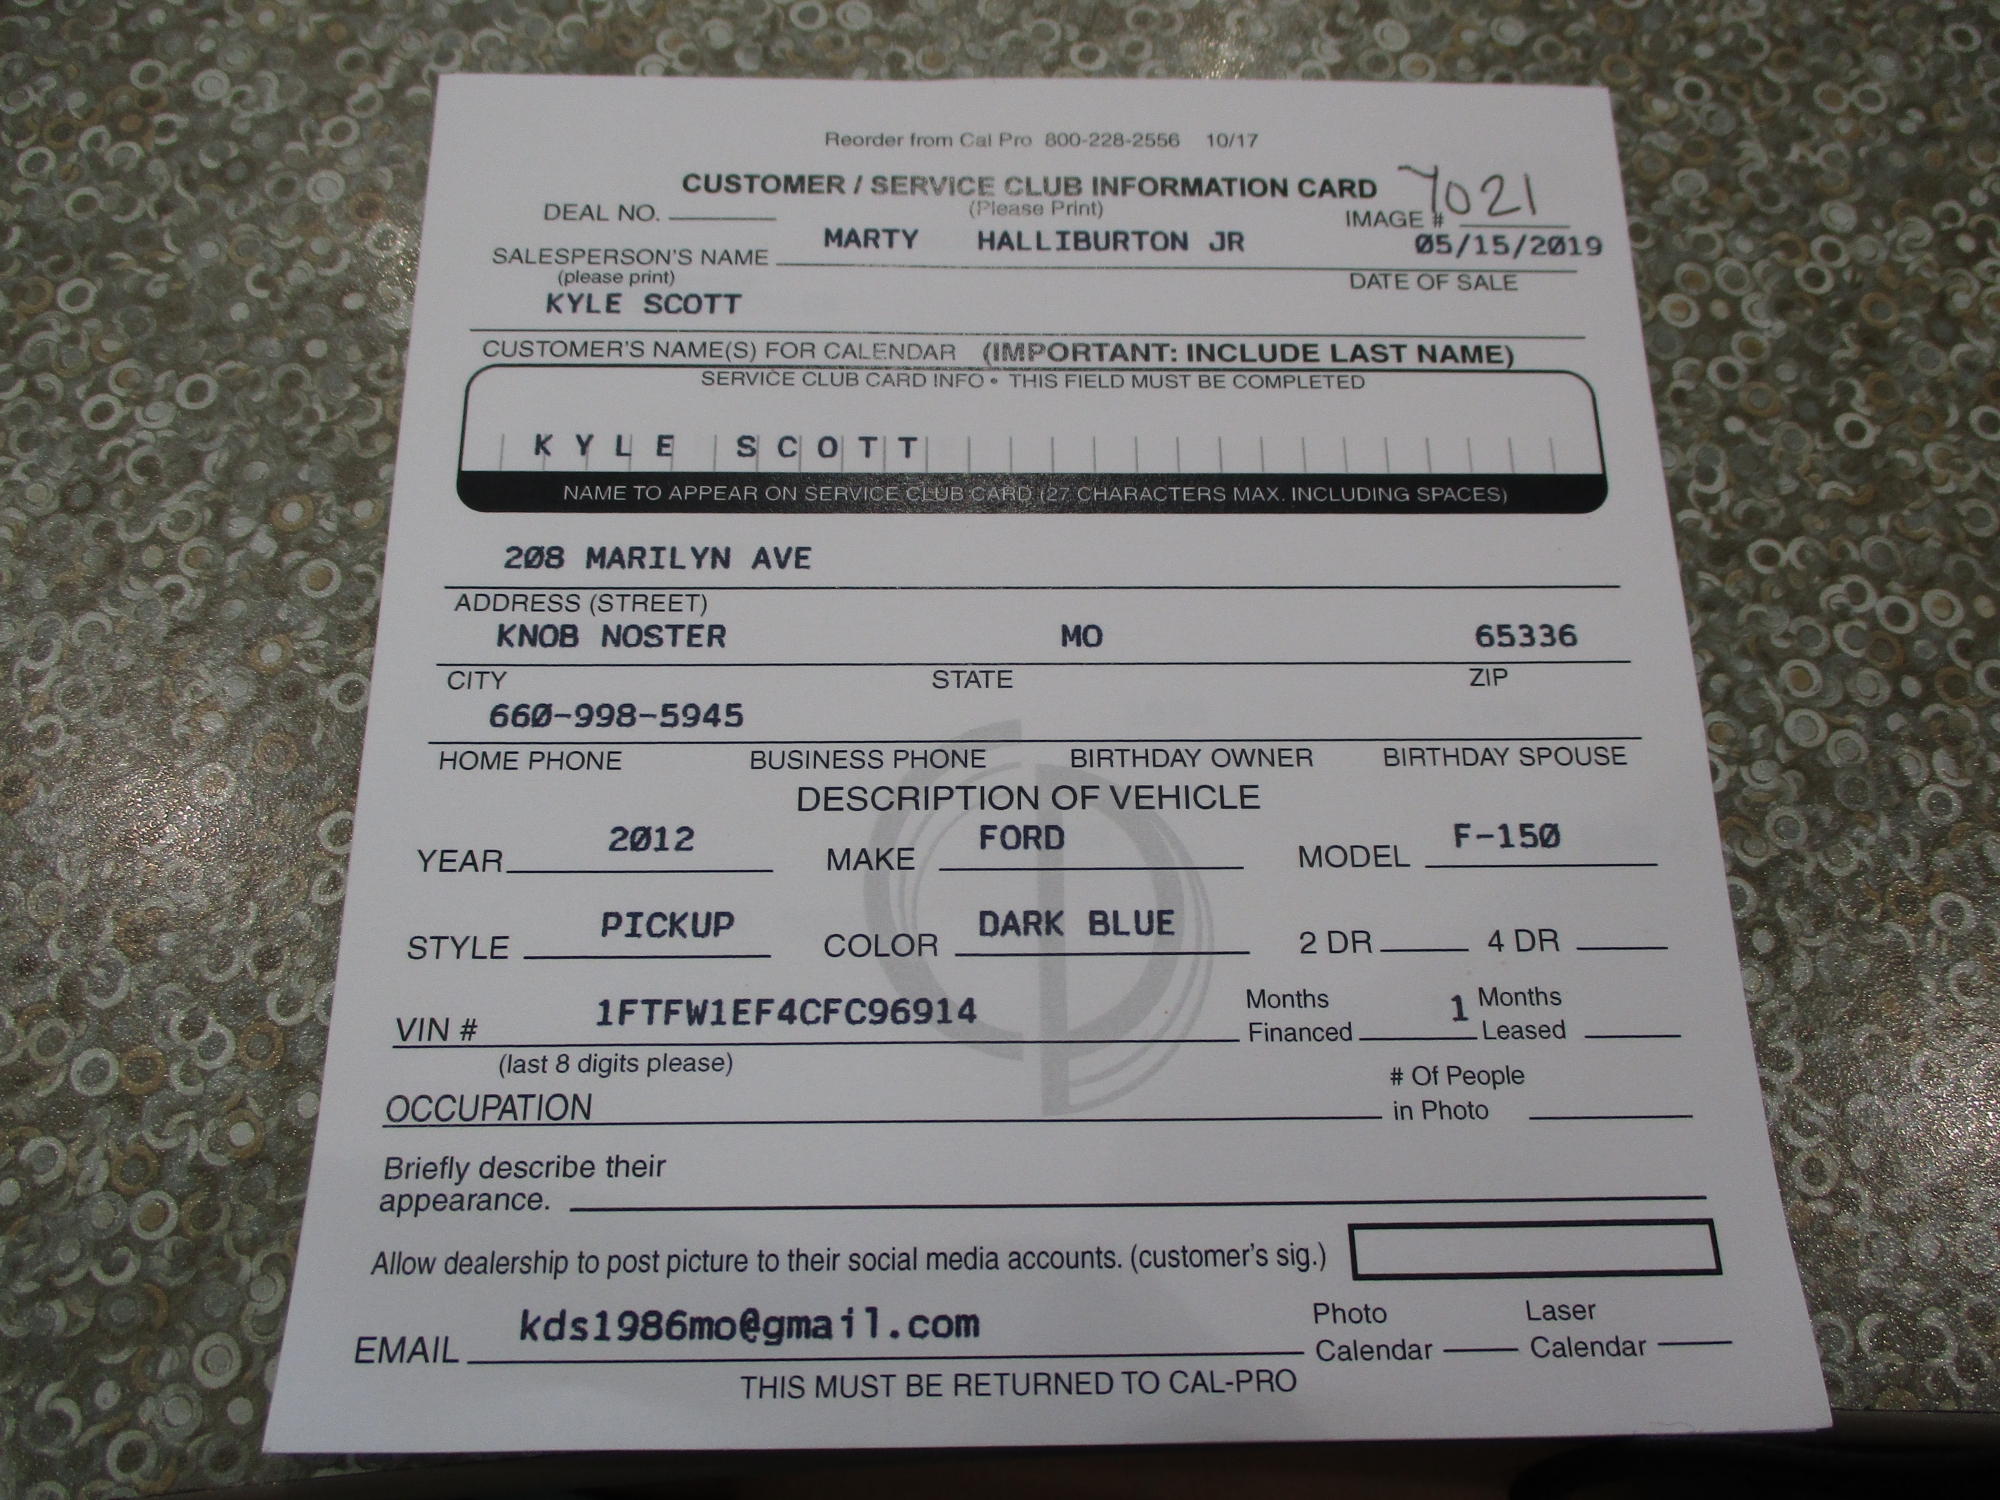 Reorder from Cal Pro 800-228-2556 10/17
CUSTOMER / SERVICE CLUB INFORMATION CARD
(Please Print)
DEAL NO. IMAGE # 7021
MARTY HALLIBURTON JR 05/15/2019
SALESPERSON'S NAME DATE OF SALE
(please print)
KYLE SCOTT
CUSTOMER'S NAME(S) FOR CALENDAR (IMPORTANT: INCLUDE LAST NAME)
SERVICE CLUB CARD INFO • THIS FIELD MUST BE COMPLETED
KYLE SCOTT
NAME TO APPEAR ON SERVICE CLUB CARD (27 CHARACTERS MAX. INCLUDING SPACES)
208 MARILYN AVE
ADDRESS (STREET)
KNOB NOSTER MO 65336
CITY STATE ZIP
660-998-5945
HOME PHONE BUSINESS PHONE BIRTHDAY OWNER BIRTHDAY SPOUSE
DESCRIPTION OF VEHICLE
YEAR 2012 MAKE FORD MODEL F-150
STYLE PICKUP COLOR DARK BLUE 2 DR 4 DR
VIN # 1FTFW1EF4CFC96914 Months Financed 1 Months Leased
(last 8 digits please)
OCCUPATION # Of People in Photo
Briefly describe their
appearance.
Allow dealership to post picture to their social media accounts. (customer's sig.)
EMAIL kds1986mo@gmail.com Photo Calendar Laser Calendar
THIS MUST BE RETURNED TO CAL-PRO